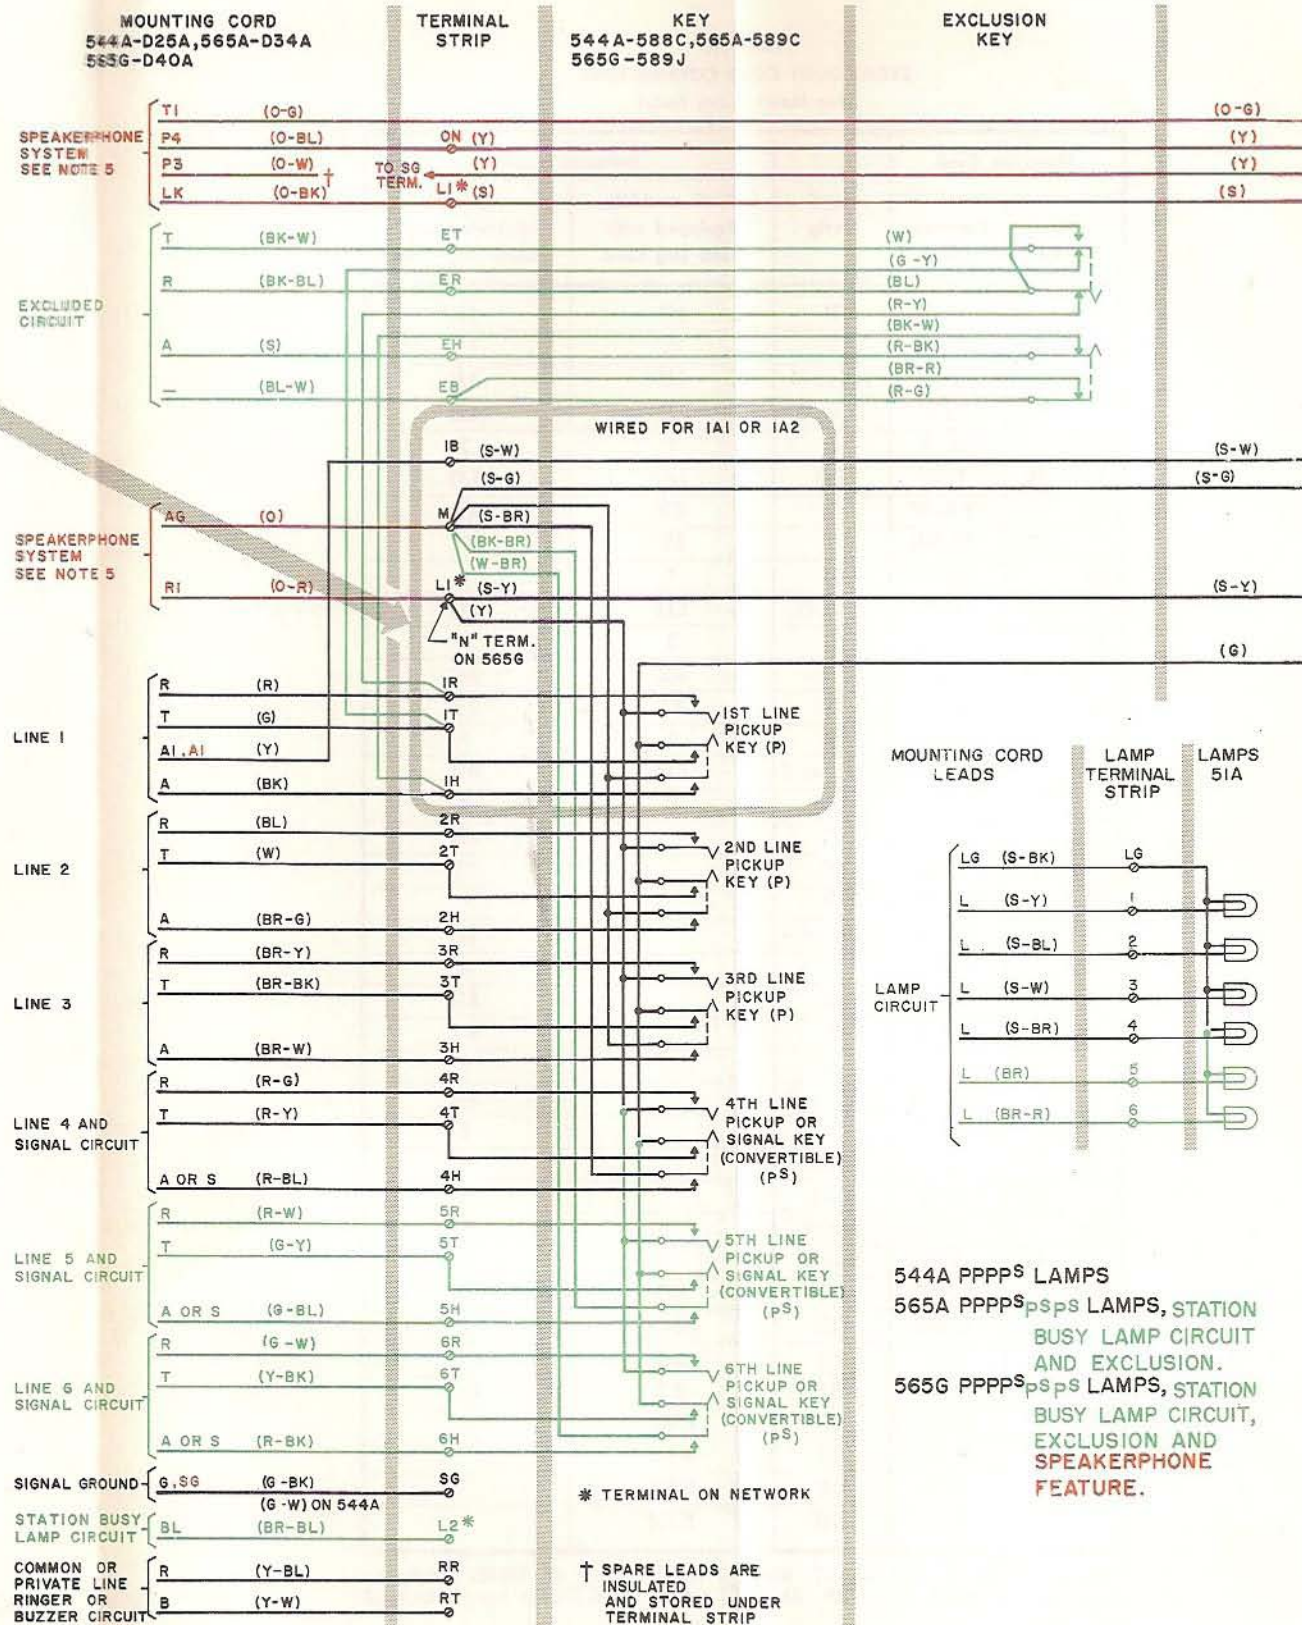 MOUNTING CORD
544A-D25A,565A-D34A
565G-D40A
TERMINAL
STRIP
KEY
544A-588C,565A-589C
565G-589J
EXCLUSION
KEY
SPEAKERPHONE
SYSTEM
SEE NOTE 5
T1 (O-G) (O-G)
P4 (O-BL) ON (Y) (Y)
P3 (O-W) † TO SG TERM. (Y) (Y)
LK (O-BK) L1* (S) (S)
EXCLUDED
CIRCUIT
T (BK-W) ET (W)
(G-Y)
R (BK-BL) ER (BL)
(R-Y)
(BK-W)
A (S) EH (R-BK)
(BR-R)
— (BL-W) EB (R-G)
WIRED FOR 1A1 OR 1A2
1B (S-W) (S-W)
(S-G) (S-G)
SPEAKERPHONE
SYSTEM
SEE NOTE 5
AG (O) M (S-BR)
(BK-BR)
(W-BR)
R1 (O-R) L1* (S-Y) (S-Y)
(Y)
"N" TERM.
ON 565G
(G)
LINE 1
R (R) 1R
T (G) 1T
A1,A1 (Y)
A (BK) 1H
1ST LINE
PICKUP
KEY (P)
LINE 2
R (BL) 2R
T (W) 2T
A (BR-G) 2H
2ND LINE
PICKUP
KEY (P)
LINE 3
R (BR-Y) 3R
T (BR-BK) 3T
A (BR-W) 3H
3RD LINE
PICKUP
KEY (P)
LINE 4 AND
SIGNAL CIRCUIT
R (R-G) 4R
T (R-Y) 4T
A OR S (R-BL) 4H
4TH LINE
PICKUP OR
SIGNAL KEY
(CONVERTIBLE)
(PS)
LINE 5 AND
SIGNAL CIRCUIT
R (R-W) 5R
T (G-Y) 5T
A OR S (G-BL) 5H
5TH LINE
PICKUP OR
SIGNAL KEY
(CONVERTIBLE)
(PS)
LINE 6 AND
SIGNAL CIRCUIT
R (G-W) 6R
T (Y-BK) 6T
A OR S (R-BK) 6H
6TH LINE
PICKUP OR
SIGNAL KEY
(CONVERTIBLE)
(PS)
SIGNAL GROUND
G,SG (G-BK) SG
(G-W) ON 544A
STATION BUSY
LAMP CIRCUIT
BL (BR-BL) L2*
COMMON OR
PRIVATE LINE
RINGER OR
BUZZER CIRCUIT
R (Y-BL) RR
B (Y-W) RT
* TERMINAL ON NETWORK
† SPARE LEADS ARE
INSULATED
AND STORED UNDER
TERMINAL STRIP
MOUNTING CORD
LEADS
LAMP
TERMINAL
STRIP
LAMPS
51A
LAMP
CIRCUIT
LG (S-BK) LG
L (S-Y) 1
L (S-BL) 2
L (S-W) 3
L (S-BR) 4
L (BR) 5
L (BR-R) 6
544A PPPPS LAMPS
565A PPPPSPSPS LAMPS, STATION
BUSY LAMP CIRCUIT
AND EXCLUSION.
565G PPPPSPSPS LAMPS, STATION
BUSY LAMP CIRCUIT,
EXCLUSION AND
SPEAKERPHONE
FEATURE.